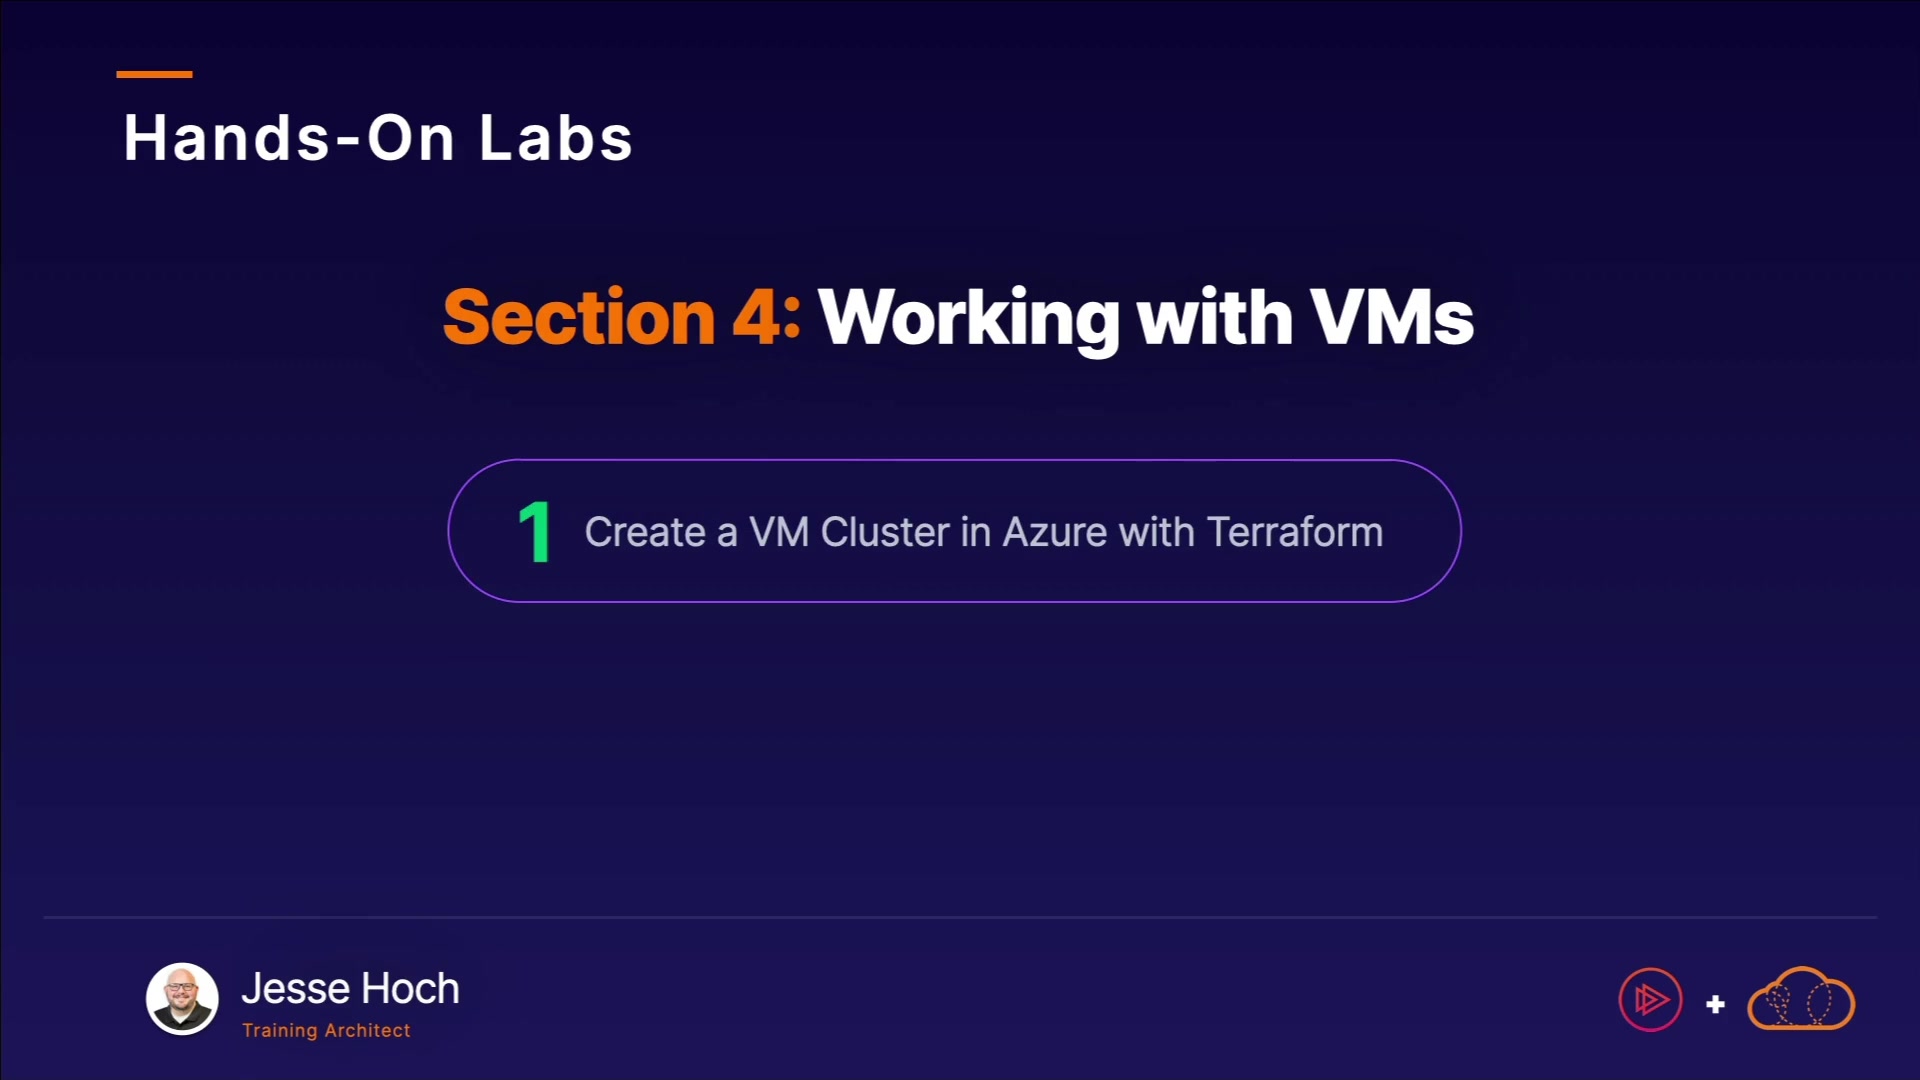 Hands-On Labs
Section 4: Working with VMs
1 Create a VM Cluster in Azure with Terraform
Jesse Hoch
Training Architect
+